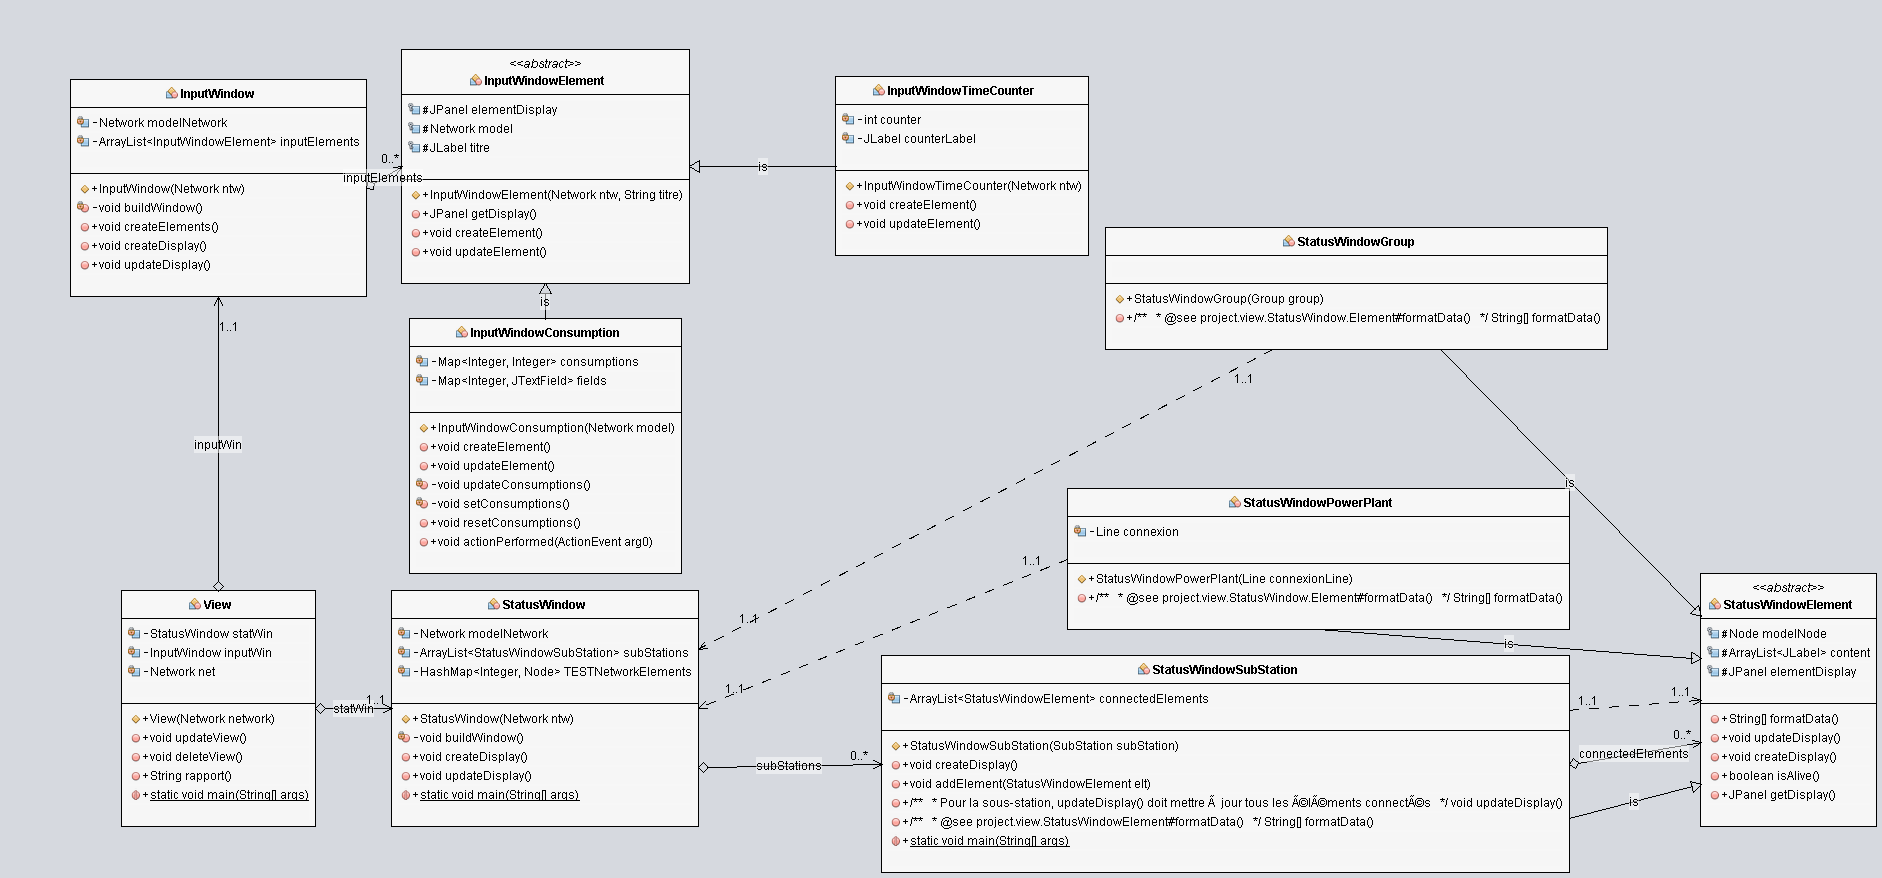 InputWindow
-Network modelNetwork
-ArrayList<InputWindowElement> inputElements
+InputWindow(Network ntw)
-void buildWindow()
+void createElements()
+void createDisplay()
+void updateDisplay()
0..*
inputElements
<<abstract>>
InputWindowElement
#JPanel elementDisplay
#Network model
#JLabel titre
+InputWindowElement(Network ntw, String titre)
+JPanel getDisplay()
+void createElement()
+void updateElement()
is
InputWindowTimeCounter
-int counter
-JLabel counterLabel
+InputWindowTimeCounter(Network ntw)
+void createElement()
+void updateElement()
is
InputWindowConsumption
-Map<Integer, Integer> consumptions
-Map<Integer, JTextField> fields
+InputWindowConsumption(Network model)
+void createElement()
+void updateElement()
-void updateConsumptions()
-void setConsumptions()
+void resetConsumptions()
+void actionPerformed(ActionEvent arg0)
StatusWindowGroup
+StatusWindowGroup(Group group)
+/**   * @see project.view.StatusWindow.Element#formatData()   */ String[] formatData()
1..1
1..1
is
1..1
inputWin
StatusWindowPowerPlant
-Line connexion
+StatusWindowPowerPlant(Line connexionLine)
+/**   * @see project.view.StatusWindow.Element#formatData()   */ String[] formatData()
1..1
1..1
is
View
-StatusWindow statWin
-InputWindow inputWin
-Network net
+View(Network network)
+void updateView()
+void deleteView()
+String rapport()
+static void main(String[] args)
1..1
statWin
StatusWindow
-Network modelNetwork
-ArrayList<StatusWindowSubStation> subStations
-HashMap<Integer, Node> TESTNetworkElements
+StatusWindow(Network ntw)
-void buildWindow()
+void createDisplay()
+void updateDisplay()
+static void main(String[] args)
0..*
subStations
StatusWindowSubStation
-ArrayList<StatusWindowElement> connectedElements
+StatusWindowSubStation(SubStation subStation)
+void createDisplay()
+void addElement(StatusWindowElement elt)
+/**   * Pour la sous-station, updateDisplay() doit mettre Ã  jour tous les Ã©lÃ©ments connectÃ©s   */ void updateDisplay()
+/**   * @see project.view.StatusWindowElement#formatData()   */ String[] formatData()
+static void main(String[] args)
1..1
1..1
0..*
connectedElements
is
<<abstract>>
StatusWindowElement
#Node modelNode
#ArrayList<JLabel> content
#JPanel elementDisplay
+String[] formatData()
+void updateDisplay()
+void createDisplay()
+boolean isAlive()
+JPanel getDisplay()